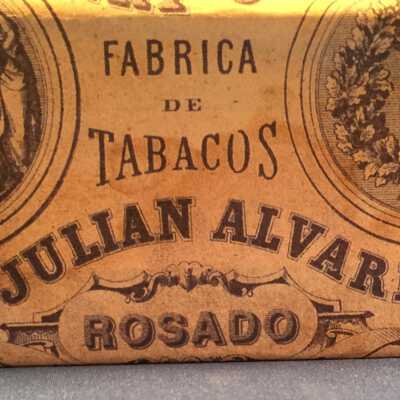 FABRICA
DE
TABACOS
JULIAN ALVAR
ROSADO